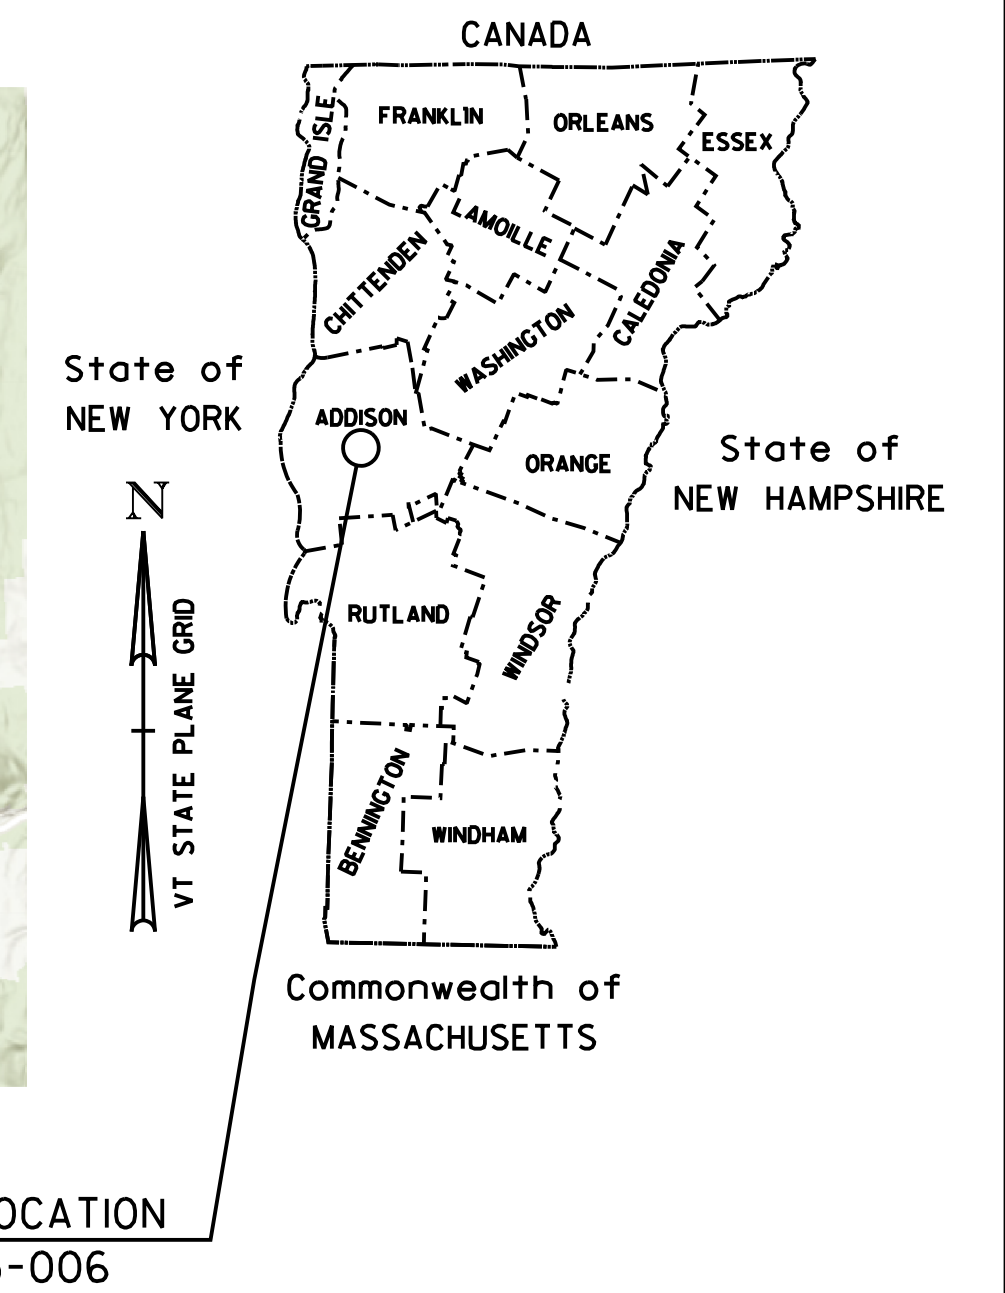 CANADA
FRANKLIN
ORLEANS
ESSEX
GRAND ISLE
LAMOILLE
CHITTENDEN
CALEDONIA
WASHINGTON
State of
NEW YORK
ADDISON
ORANGE
State of
NEW HAMPSHIRE
N
VT STATE PLANE GRID
RUTLAND
WINDSOR
BENNINGTON
WINDHAM
Commonwealth of
MASSACHUSETTS
OCATION
-006